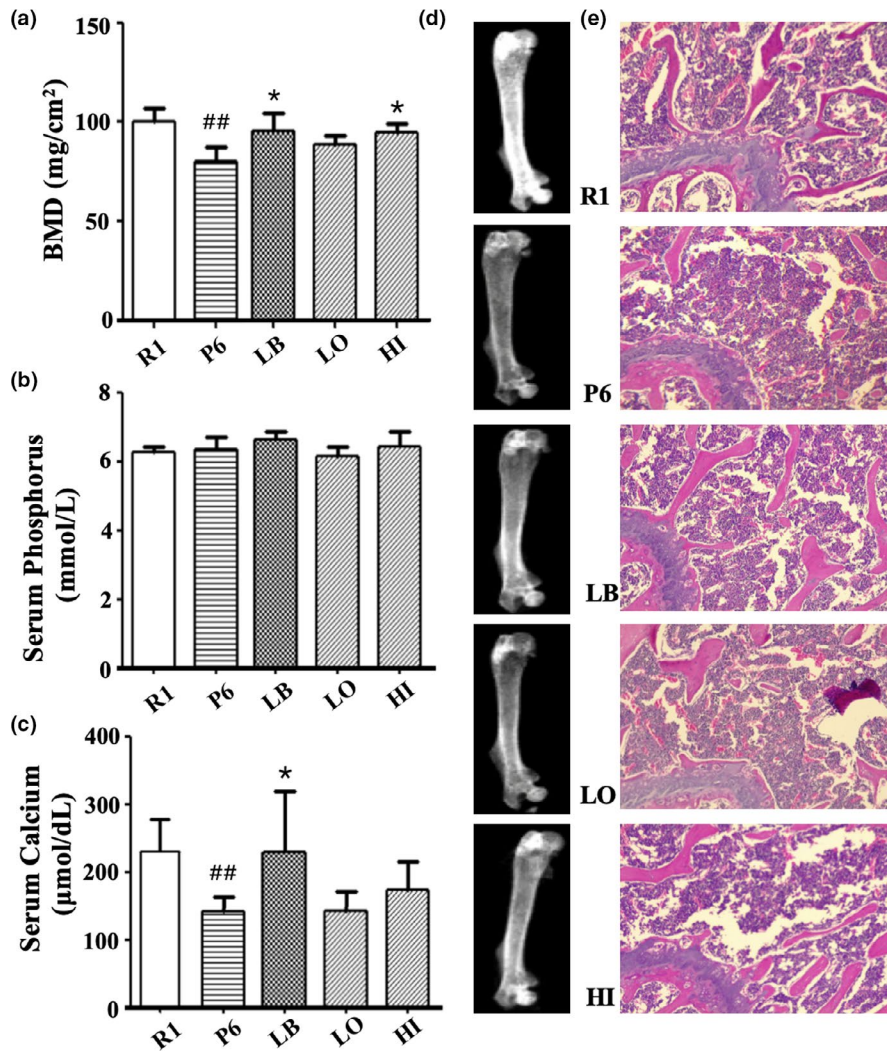 (a)
BMD (mg/cm²)
150
100
50
0
##
*
*
R1
P6
LB
LO
HI
(b)
Serum Phosphorus
(mmol/L)
8
6
4
2
0
R1
P6
LB
LO
HI
(c)
Serum Calcium
(µmol/dL)
400
300
200
100
0
##
*
R1
P6
LB
LO
HI
(d)
(e)
R1
P6
LB
LO
HI